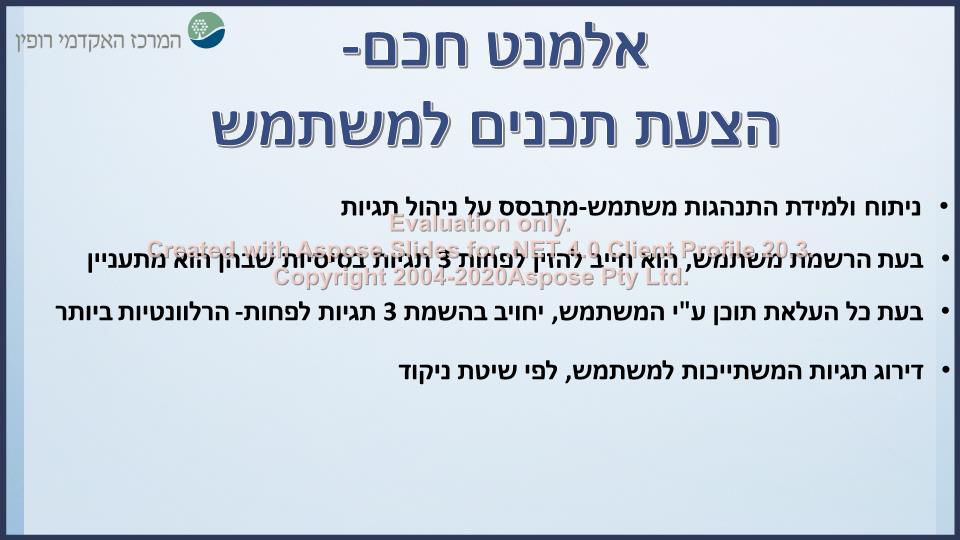 המרכז האקדמי רופין
אלמנט חכם-
הצעת תכנים למשתמש
• ניתוח ולמידת התנהגות משתמש-מתבסס על ניהול תגיות
Evaluation only.
Created with Aspose.Slides for .NET 4.0 Client Profile 20.3.
• בעת הרשמת משתמש, הוא חייב להזין לפחות 3 תגיות בסיסיות שבהן הוא מתעניין
Copyright 2004-2020Aspose Pty Ltd.
• בעת כל העלאת תוכן ע"י המשתמש, יחויב בהשמת 3 תגיות לפחות- הרלוונטיות ביותר
• דירוג תגיות המשתייכות למשתמש, לפי שיטת ניקוד